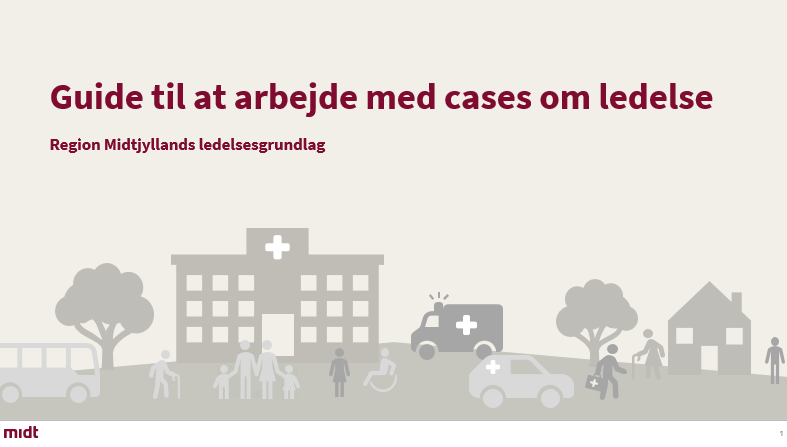 Guide til at arbejde med cases om ledelse
Region Midtjyllands ledelsesgrundlag
midt
1